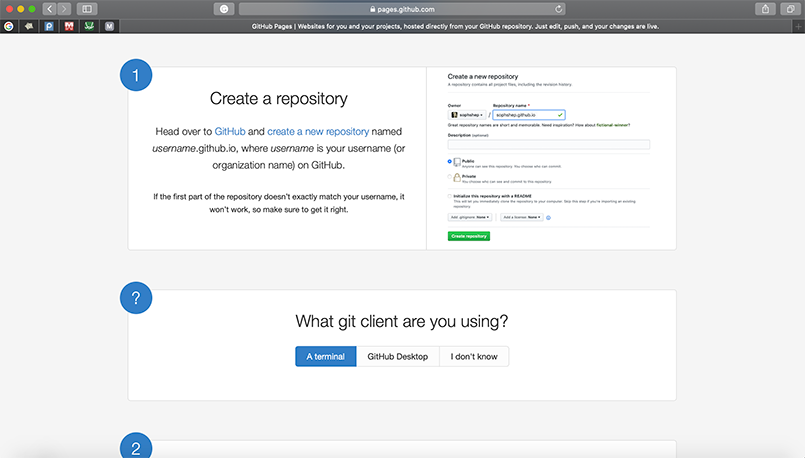 pages.github.com
GitHub Pages | Websites for you and your projects, hosted directly from your GitHub repository. Just edit, push, and your changes are live.
1
Create a repository
Head over to GitHub and create a new repository named
username.github.io, where username is your username (or
organization name) on GitHub.
If the first part of the repository doesn't exactly match your username, it
won't work, so make sure to get it right.
Create a new repository
A repository contains all project files, including the revision history.
Owner Repository name *
sophshep / sophshep.github.io
Great repository names are short and memorable. Need inspiration? How about fictional-winner?
Description (optional)
Public
Anyone can see this repository. You choose who can commit.
Private
You choose who can see and commit to this repository.
Initialize this repository with a README
This will let you immediately clone the repository to your computer. Skip this step if you're importing an existing
repository.
Add .gitignore: None Add a license: None
Create repository
?
What git client are you using?
A terminal GitHub Desktop I don't know
2